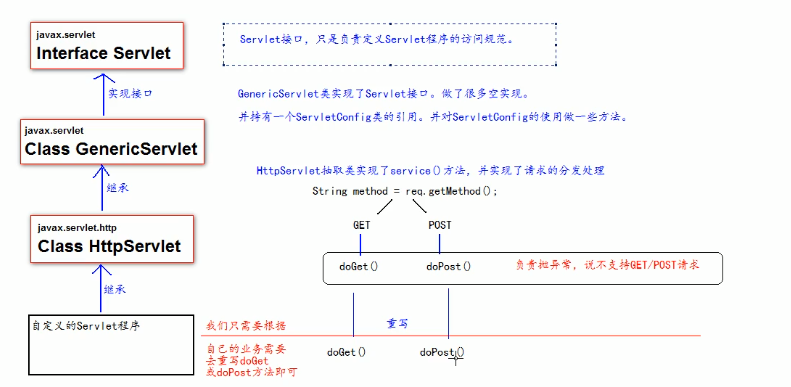 javax.servlet
Interface Servlet
Servlet接口，只是负责定义Servlet程序的访问规范。
实现接口
GenericServlet类实现了Servlet接口。做了很多空实现。
并持有一个ServletConfig类的引用。并对ServletConfig的使用做一些方法。
javax.servlet
Class GenericServlet
继承
HttpServlet抽取类实现了service()方法，并实现了请求的分发处理
String method = req.getMethod();
GET
POST
javax.servlet.http
Class HttpServlet
doGet()
doPost()
负责抛异常，说不支持GET/POST请求
继承
自定义的Servlet程序
我们只需要根据
重写
自己的业务需要
去重写doGet
或doPost方法即可
doGet()
doPost()